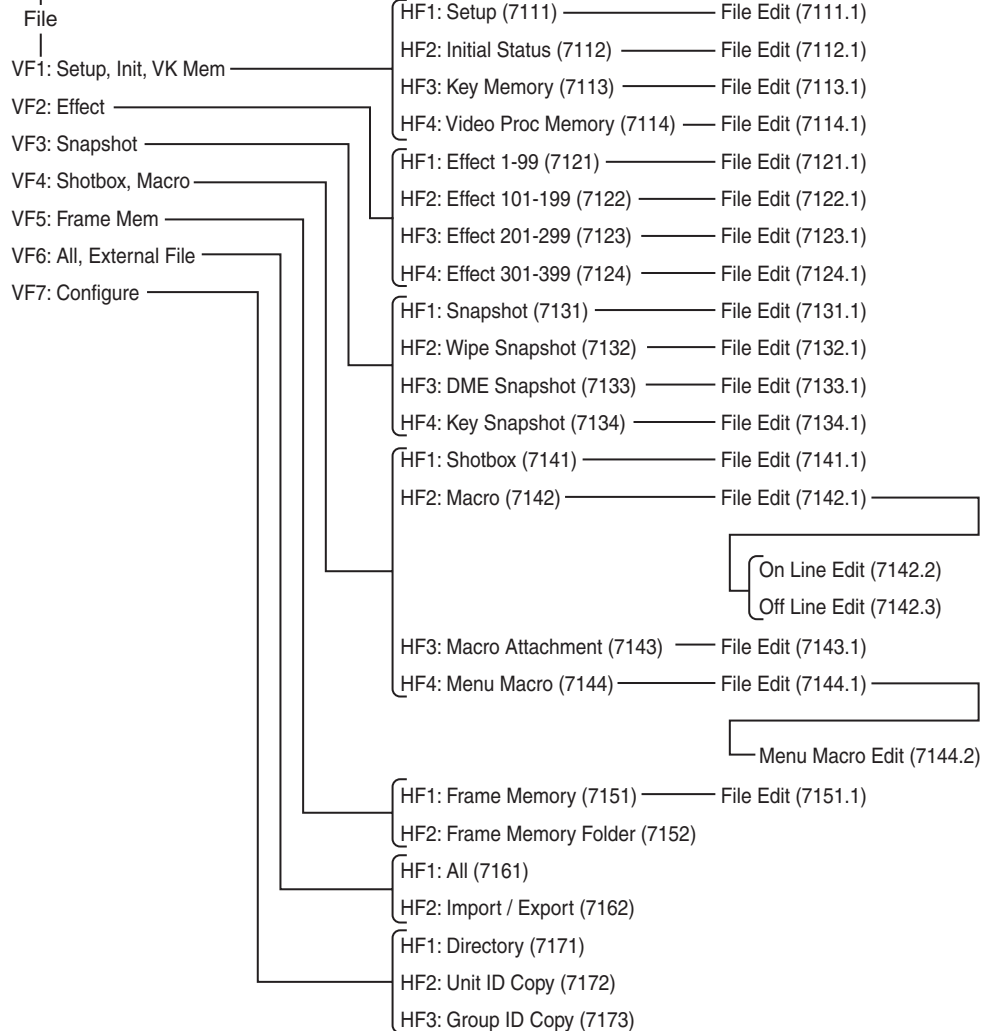 File
VF1: Setup, Init, VK Mem
VF2: Effect
VF3: Snapshot
VF4: Shotbox, Macro
VF5: Frame Mem
VF6: All, External File
VF7: Configure
HF1: Setup (7111) File Edit (7111.1)
HF2: Initial Status (7112) File Edit (7112.1)
HF3: Key Memory (7113) File Edit (7113.1)
HF4: Video Proc Memory (7114) File Edit (7114.1)
HF1: Effect 1-99 (7121) File Edit (7121.1)
HF2: Effect 101-199 (7122) File Edit (7122.1)
HF3: Effect 201-299 (7123) File Edit (7123.1)
HF4: Effect 301-399 (7124) File Edit (7124.1)
HF1: Snapshot (7131) File Edit (7131.1)
HF2: Wipe Snapshot (7132) File Edit (7132.1)
HF3: DME Snapshot (7133) File Edit (7133.1)
HF4: Key Snapshot (7134) File Edit (7134.1)
HF1: Shotbox (7141) File Edit (7141.1)
HF2: Macro (7142) File Edit (7142.1)
On Line Edit (7142.2)
Off Line Edit (7142.3)
HF3: Macro Attachment (7143) File Edit (7143.1)
HF4: Menu Macro (7144) File Edit (7144.1)
Menu Macro Edit (7144.2)
HF1: Frame Memory (7151) File Edit (7151.1)
HF2: Frame Memory Folder (7152)
HF1: All (7161)
HF2: Import / Export (7162)
HF1: Directory (7171)
HF2: Unit ID Copy (7172)
HF3: Group ID Copy (7173)